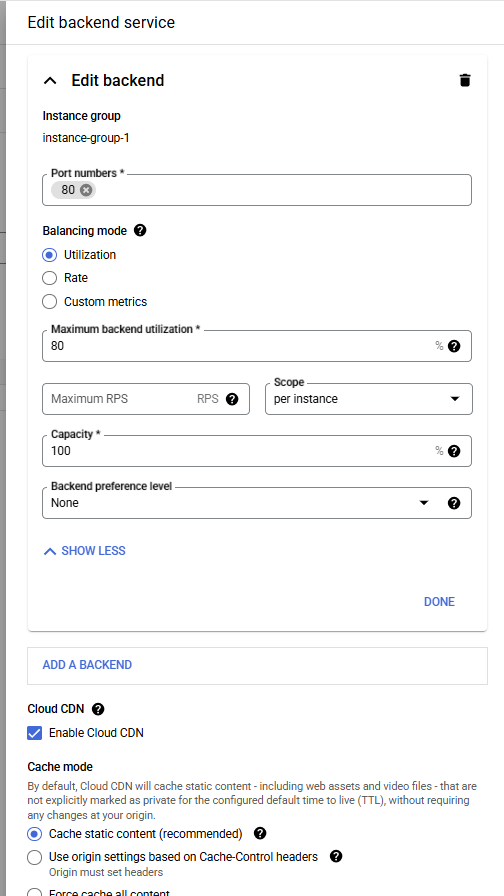 Edit backend service
Edit backend
Instance group
instance-group-1
Port numbers *
80
Balancing mode
Utilization
Rate
Custom metrics
Maximum backend utilization *
80 %
Maximum RPS RPS
Scope
per instance
Capacity *
100 %
Backend preference level
None
SHOW LESS
DONE
ADD A BACKEND
Cloud CDN
Enable Cloud CDN
Cache mode
By default, Cloud CDN will cache static content - including web assets and video files - that are
not explicitly marked as private for the configured default time to live (TTL), without requiring
any changes at your origin.
Cache static content (recommended)
Use origin settings based on Cache-Control headers
Origin must set headers
Force cache all content